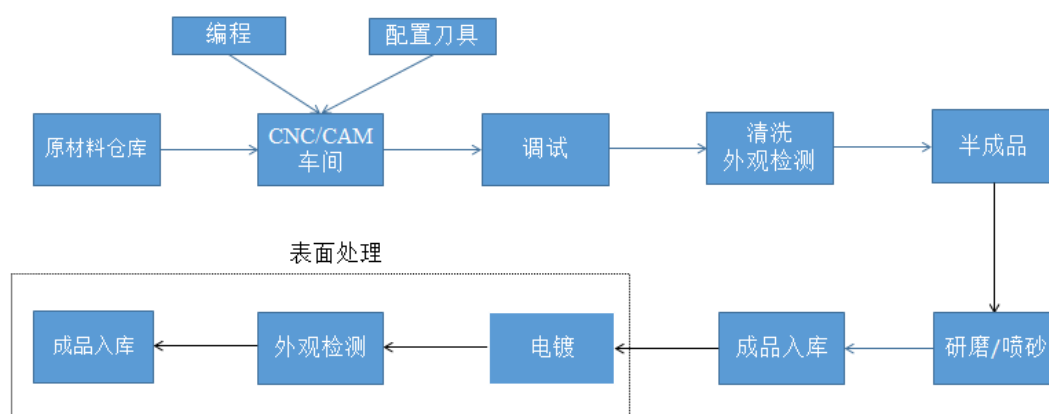 编程
配置刀具
原材料仓库
CNC/CAM
车间
调试
清洗
外观检测
半成品
表面处理
成品入库
外观检测
电镀
成品入库
研磨/喷砂